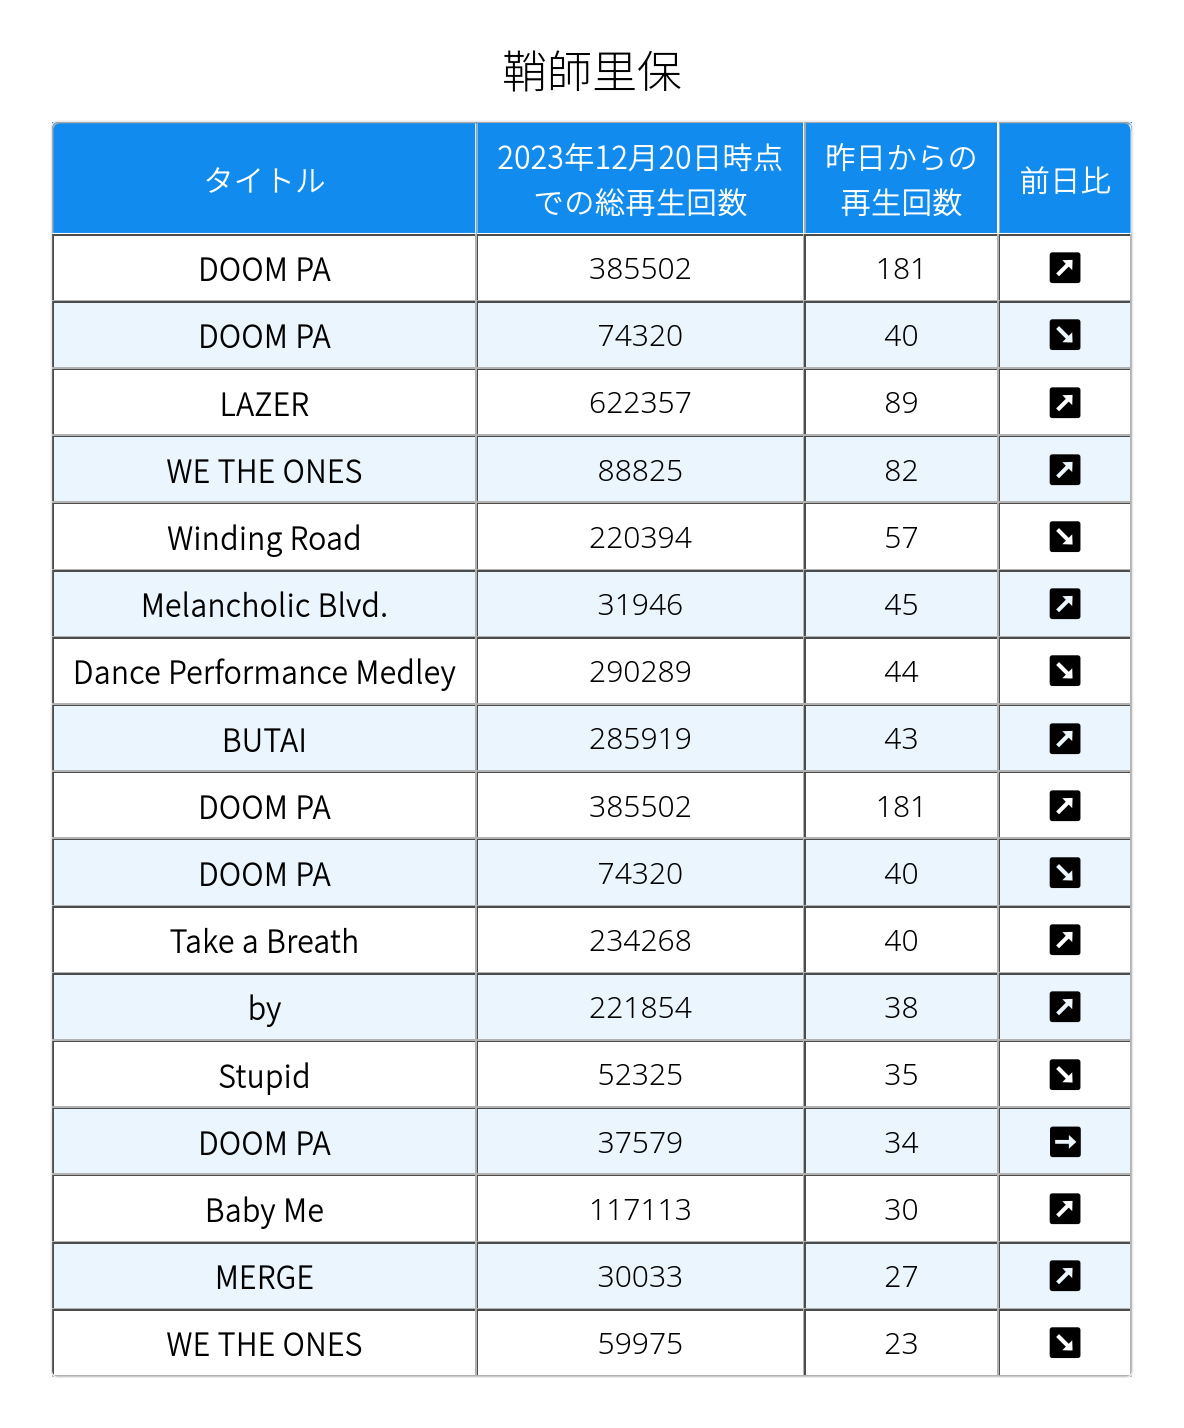 鞘師里保
タイトル 2023年12月20日時点での総再生回数 昨日からの再生回数 前日比
DOOM PA 385502 181 ↗
DOOM PA 74320 40 ↘
LAZER 622357 89 ↗
WE THE ONES 88825 82 ↗
Winding Road 220394 57 ↘
Melancholic Blvd. 31946 45 ↗
Dance Performance Medley 290289 44 ↘
BUTAI 285919 43 ↗
DOOM PA 385502 181 ↗
DOOM PA 74320 40 ↘
Take a Breath 234268 40 ↗
by 221854 38 ↗
Stupid 52325 35 ↘
DOOM PA 37579 34 →
Baby Me 117113 30 ↗
MERGE 30033 27 ↗
WE THE ONES 59975 23 ↘